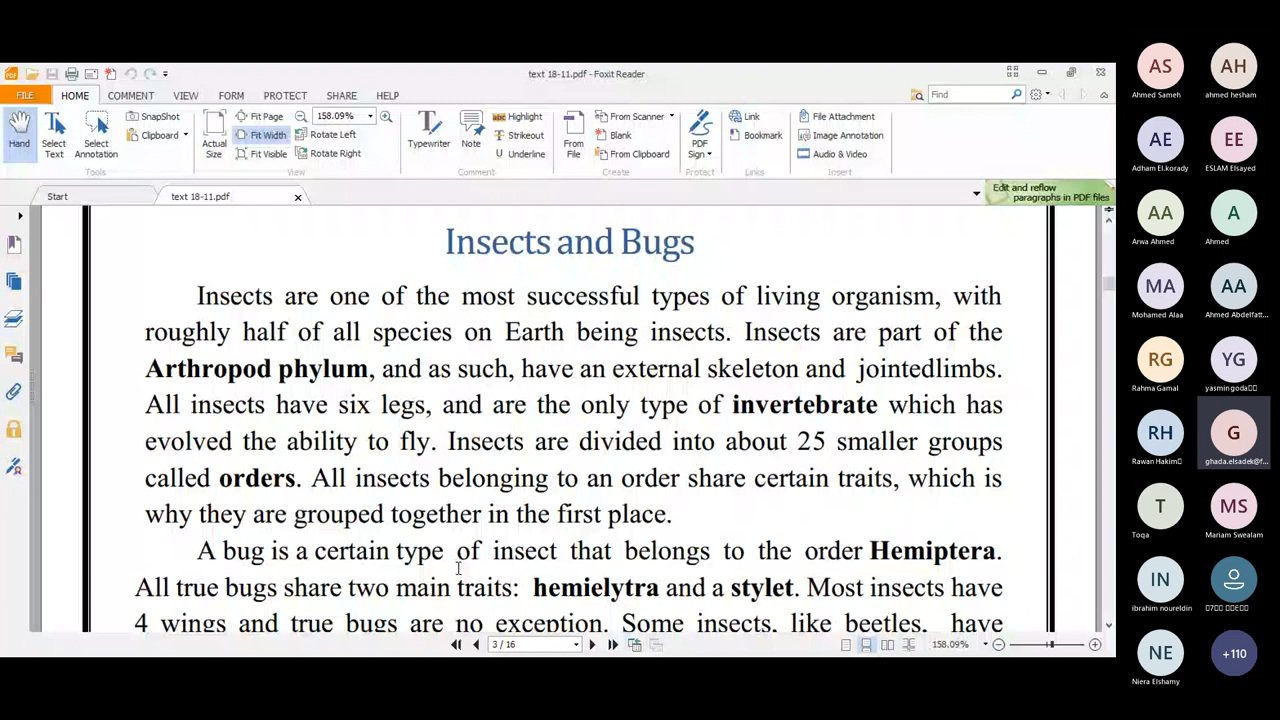 text 18-11.pdf - Foxit Reader
FILE HOME COMMENT VIEW FORM PROTECT SHARE HELP
Find
Hand
Select Text
Select Annotation
SnapShot
Clipboard
Tools
Actual Size
Fit Page
Fit Width
Fit Visible
158.09%
Rotate Left
Rotate Right
View
Typewriter
Note
Highlight
Strikeout
Underline
Comment
From File
From Scanner
Blank
From Clipboard
Create
PDF Sign
Protect
Link
Bookmark
Links
File Attachment
Image Annotation
Audio & Video
Insert
Start
text 18-11.pdf
Edit and reflow
paragraphs in PDF files
Insects and Bugs
Insects are one of the most successful types of living organism, with
roughly half of all species on Earth being insects. Insects are part of the
Arthropod phylum, and as such, have an external skeleton and jointedlimbs.
All insects have six legs, and are the only type of invertebrate which has
evolved the ability to fly. Insects are divided into about 25 smaller groups
called orders. All insects belonging to an order share certain traits, which is
why they are grouped together in the first place.
A bug is a certain type of insect that belongs to the order Hemiptera.
All true bugs share two main traits: hemielytra and a stylet. Most insects have
4 wings and true bugs are no exception. Some insects, like beetles, have
3 / 16
158.09%
AS
Ahmed Sameh
AH
ahmed hesham
AE
Adham El.korady
EE
ESLAM Elsayed
AA
Arwa Ahmed
A
Ahmed
MA
Mohamed Alaa
AA
Ahmed Abdelfatt...
RG
Rahma Gamal
YG
yasmingoda
RH
Rawan Hakim
G
ghada.elsadek@f...
T
Toqa
MS
Mariam Swealam
IN
ibrahim noureldin
NE
Niera Elshamy
+110